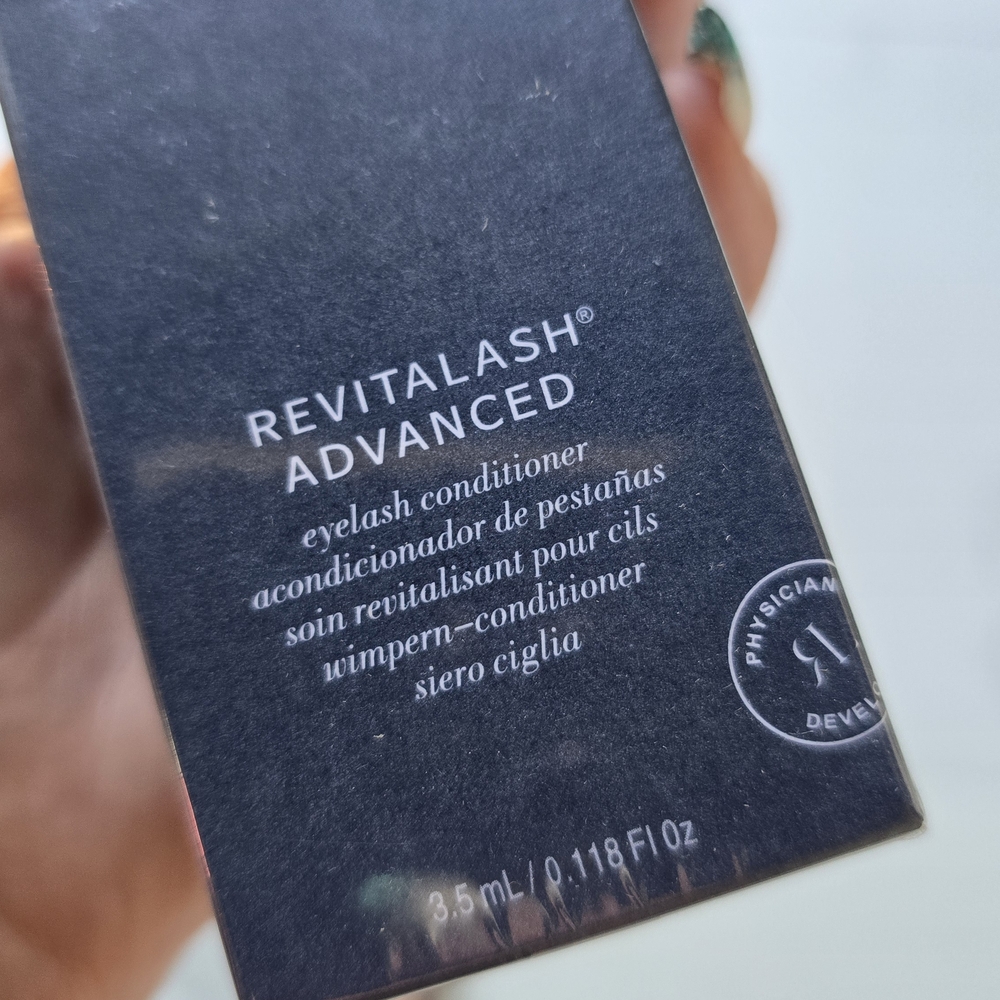 REVITALASH®
ADVANCED
eyelash conditioner
acondicionador de pestañas
soin revitalisant pour cils
wimpern–conditioner
siero ciglia
PHYSICIAN
3.5 mL / 0.118 Fl Oz